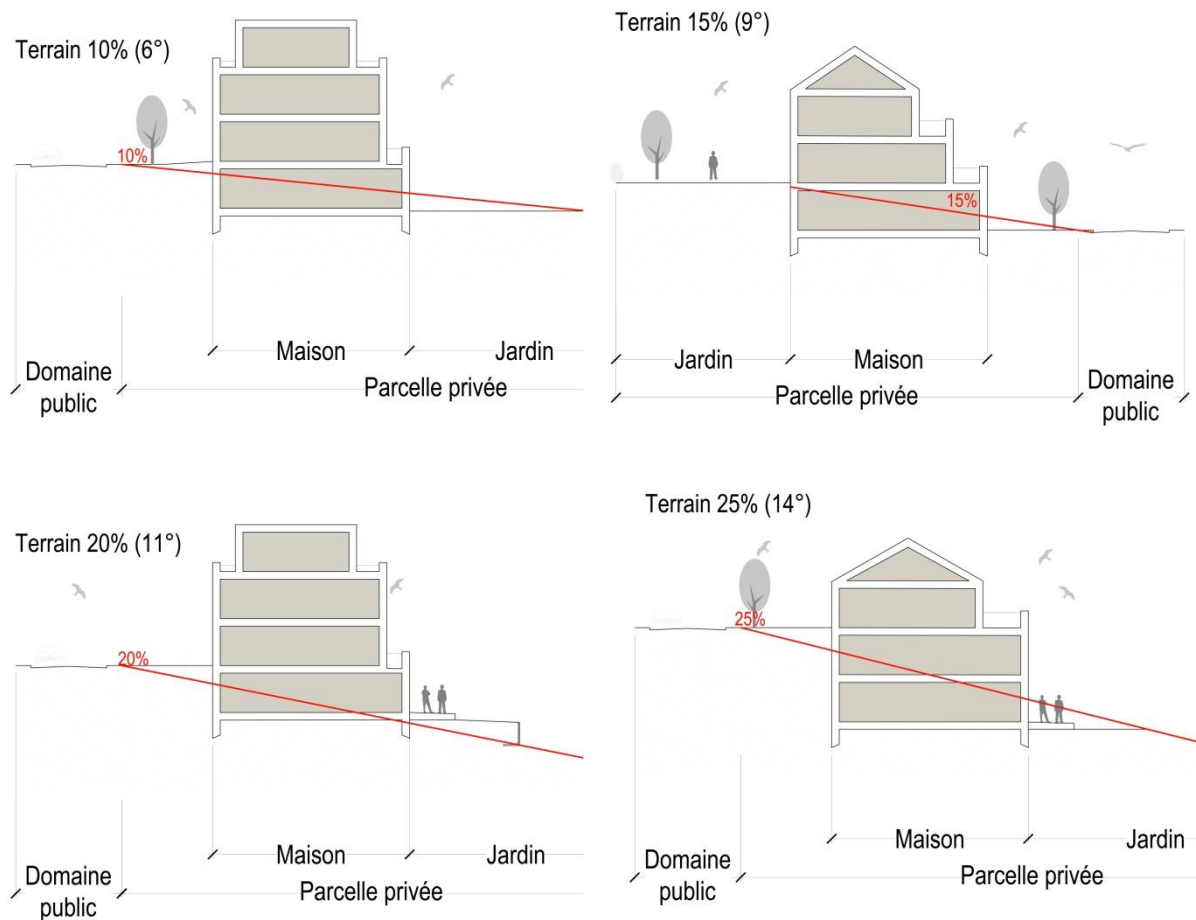 Terrain 10% (6°)
10%
Maison
Jardin
Domaine
public
Parcelle privée
Terrain 15% (9°)
15%
Jardin
Maison
Parcelle privée
Domaine
public
Terrain 20% (11°)
20%
Maison
Jardin
Domaine
public
Parcelle privée
Terrain 25% (14°)
25%
Maison
Jardin
Domaine
public
Parcelle privée